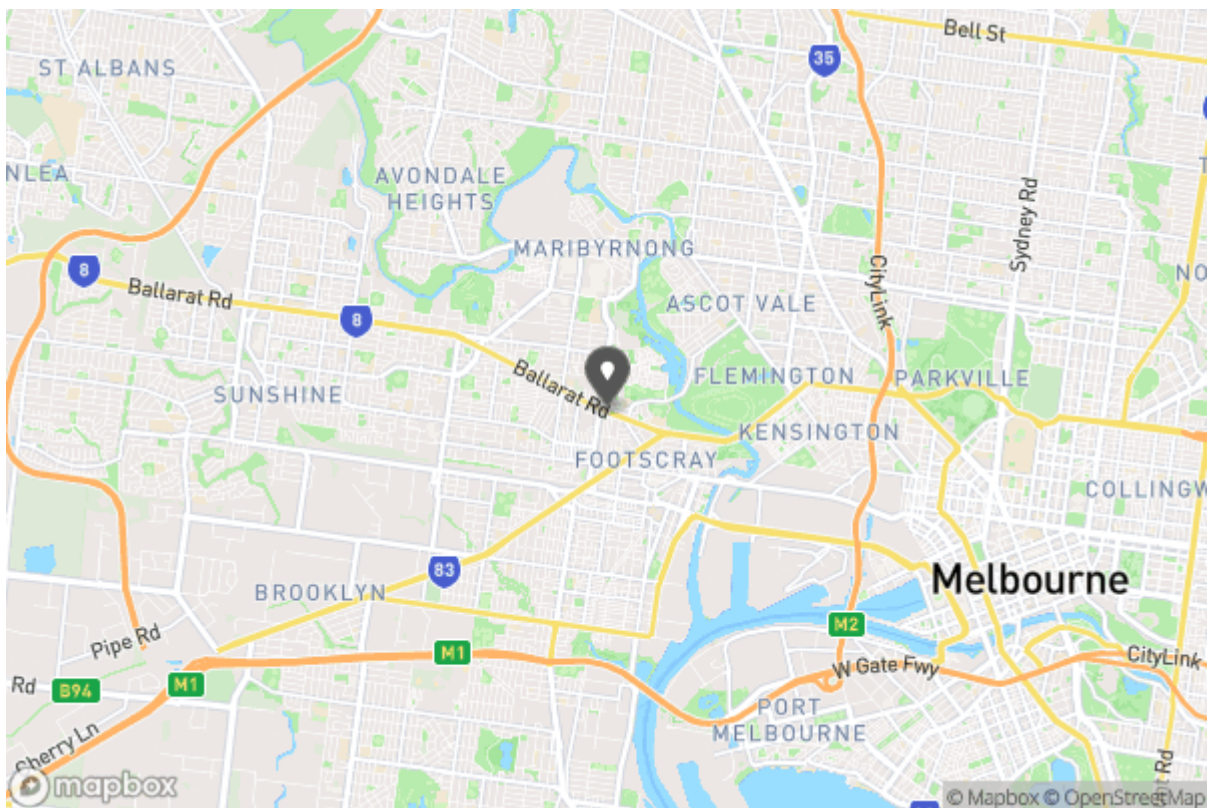 Bell St
35
ST ALBANS
NLEA
AVONDALE
HEIGHTS
Sydney Rd
MARIBYRNONG
NO
8
Ballarat Rd
8
CityLink
ASCOT VALE
T
SUNSHINE
Ballarat Rd
FLEMINGTON
PARKVILLE
KENSINGTON
FOOTSCRAY
COLLINGW
83
BROOKLYN
Melbourne
Pipe Rd
M2
M1
CityLink
Rd
B94
M1
W Gate Fwy
PORT
MELBOURNE
Cherry Ln
ht Rd
mapbox
© Mapbox © OpenStreetMap